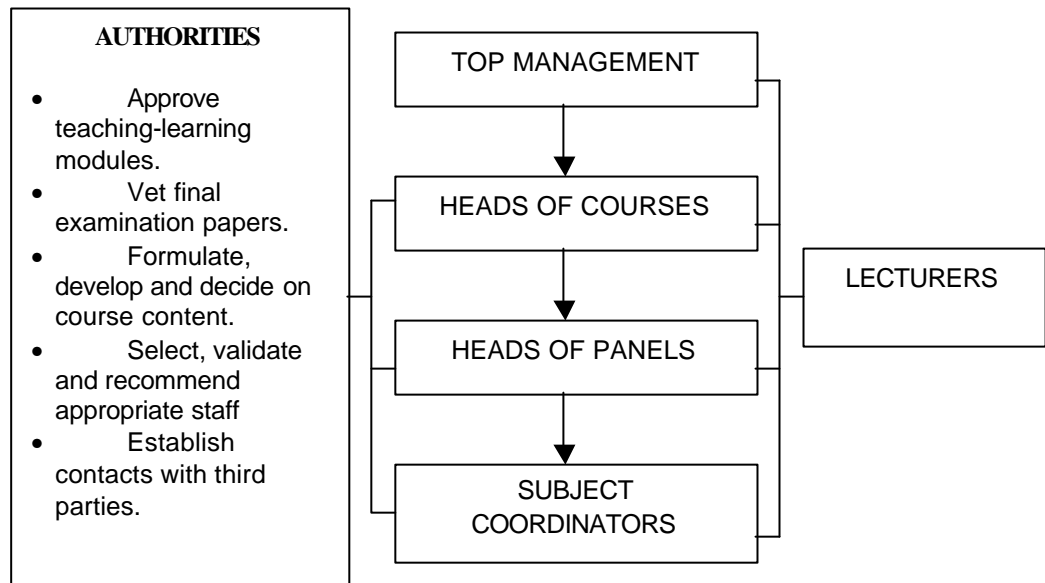 AUTHORITIES
• Approve
teaching-learning
modules.
• Vet final
examination papers.
• Formulate,
develop and decide on
course content.
• Select, validate
and recommend
appropriate staff
• Establish
contacts with third
parties.
TOP MANAGEMENT
HEADS OF COURSES
HEADS OF PANELS
SUBJECT
COORDINATORS
LECTURERS